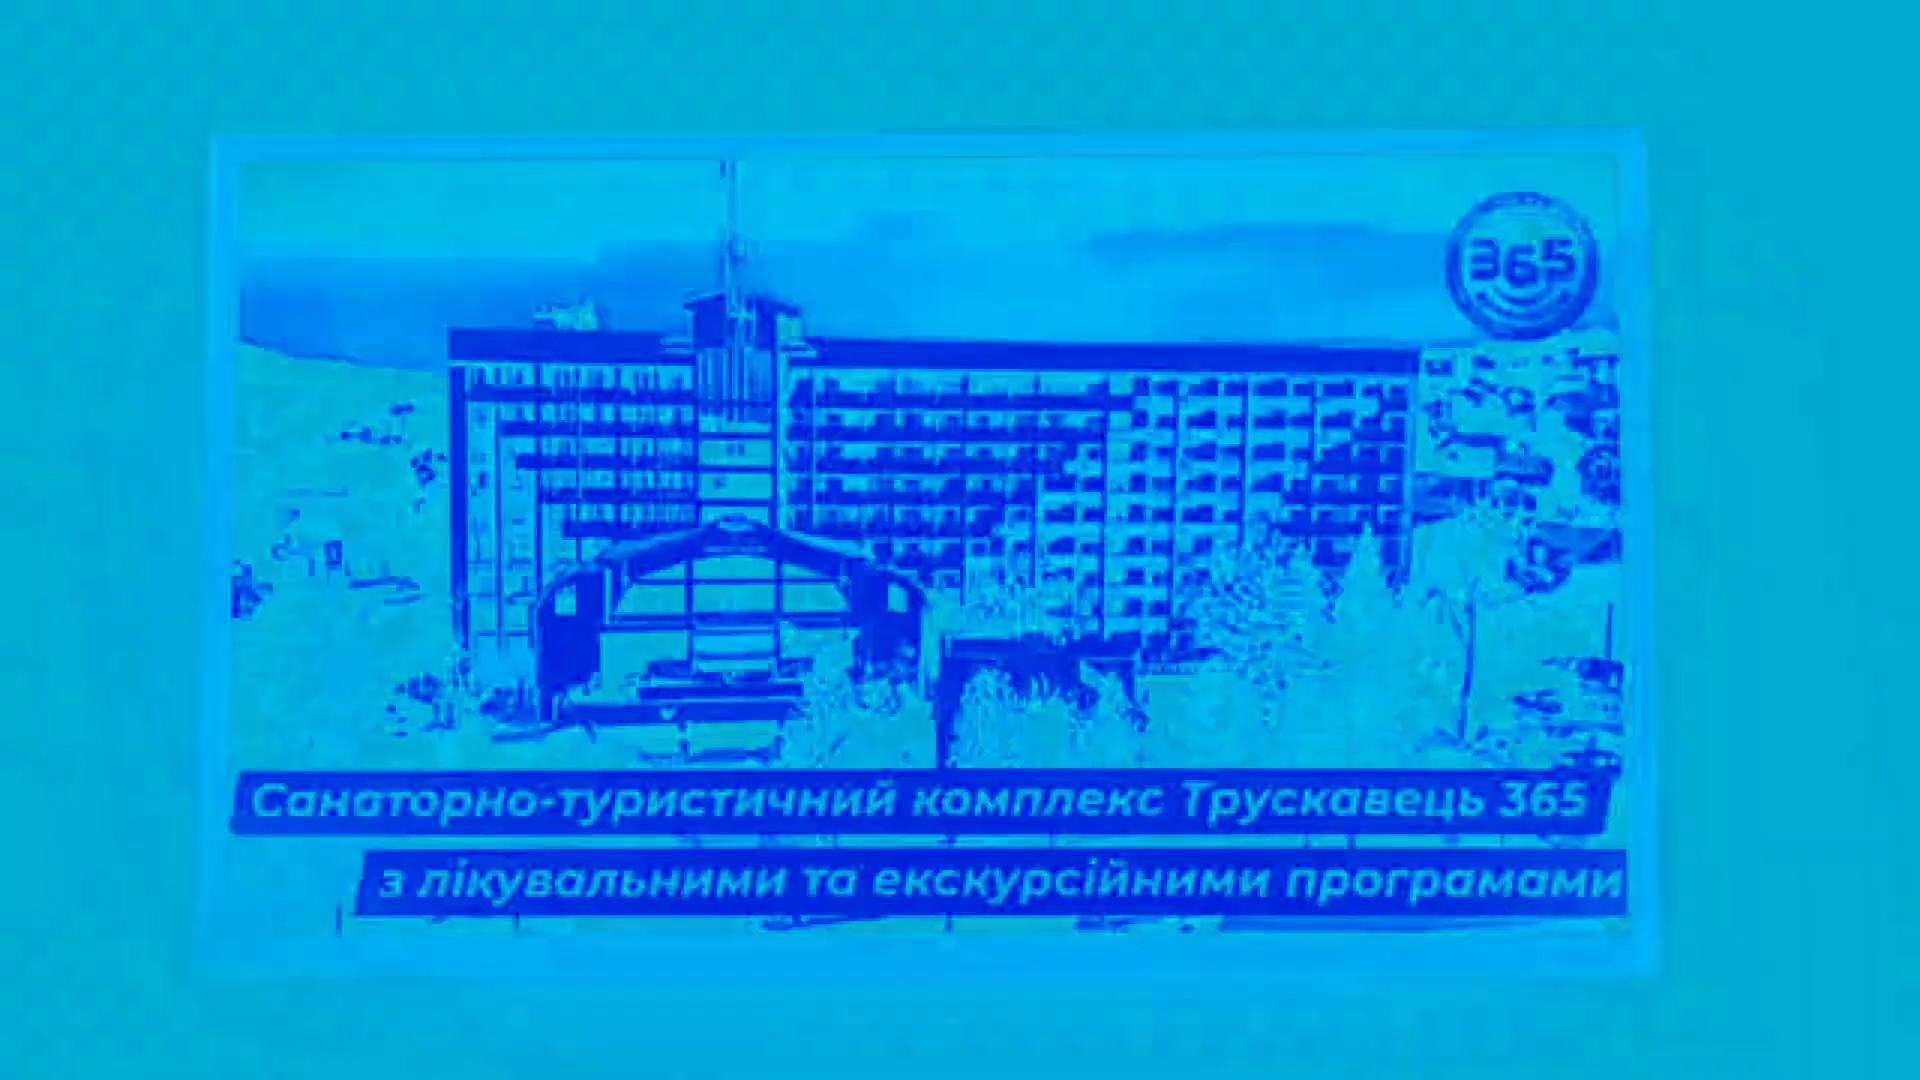 365
Санаторно-туристичний комплекс Трускавець 365
з лікувальними та екскурсійними програмами